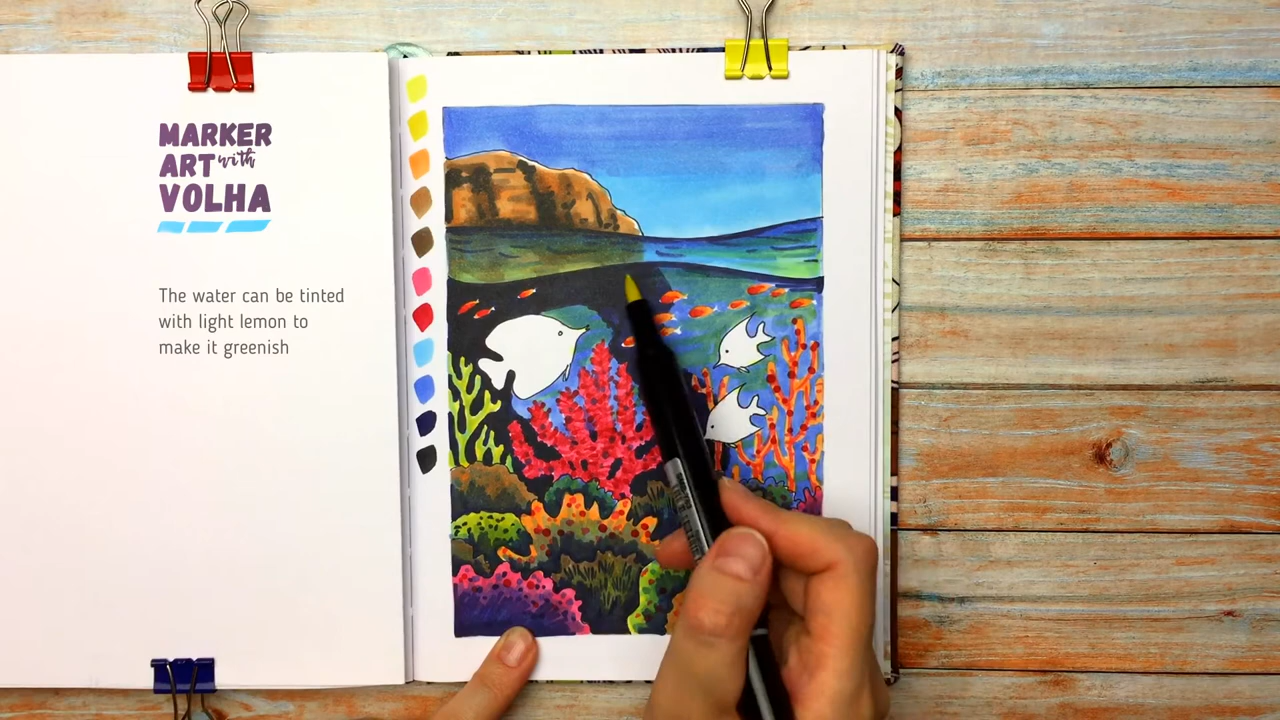 MARKER
ART with
VOLHA
The water can be tinted
with light lemon to
make it greenish